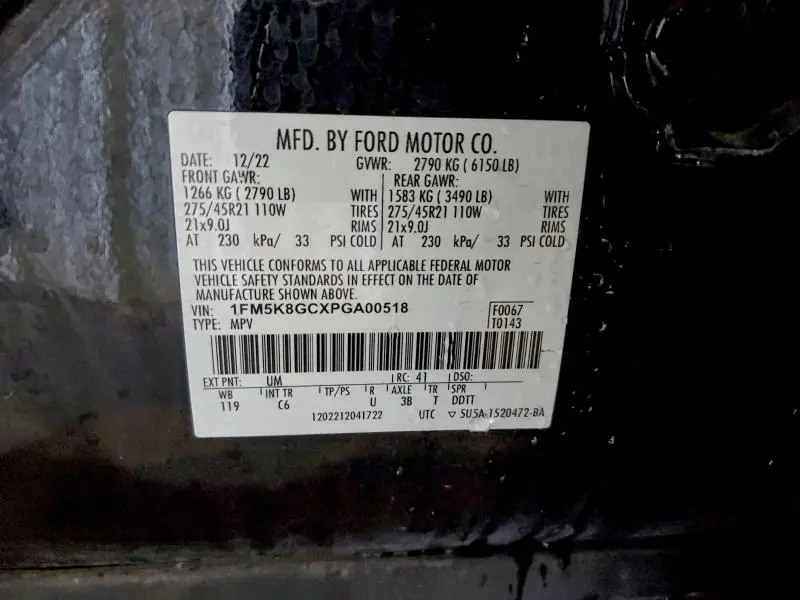 MFD. BY FORD MOTOR CO.
DATE: 12/22 GVWR: 2790 KG ( 6150 LB)
FRONT GAWR: REAR GAWR:
1266 KG ( 2790 LB) WITH 1583 KG ( 3490 LB) WITH
275/45R21 110W TIRES 275/45R21 110W TIRES
21x9.0J RIMS 21x9.0J RIMS
AT 230 kPa/ 33 PSI COLD AT 230 kPa/ 33 PSI COLD
THIS VEHICLE CONFORMS TO ALL APPLICABLE FEDERAL MOTOR
VEHICLE SAFETY STANDARDS IN EFFECT ON THE DATE OF
MANUFACTURE SHOWN ABOVE.
VIN: 1FM5K8GCXPGA00518 F0067
TYPE: MPV T0143
EXT PNT: UM RC: 41 DSO:
WB INT TR TP/PS R AXLE TR SPR
119 C6 U 3B T DDTT
1202212041722 UTC ▽ 5U5A-1520472-BA